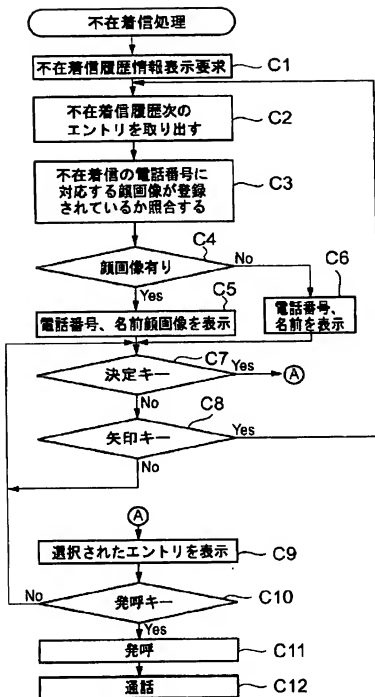 不在着信処理
不在着信履歴情報表示要求
C1
不在着信履歴次の
エントリを取り出す
C2
不在着信の電話番号に
対応する顔画像が登録
されているか照合する
C3
顔画像有り
C4
No
Yes
C5
C6
電話番号、名前顔画像を表示
電話番号、
名前を表示
決定キー
C7
Yes
A
No
矢印キー
C8
Yes
No
A
選択されたエントリを表示
C9
No
発呼キー
C10
Yes
発呼
C11
通話
C12